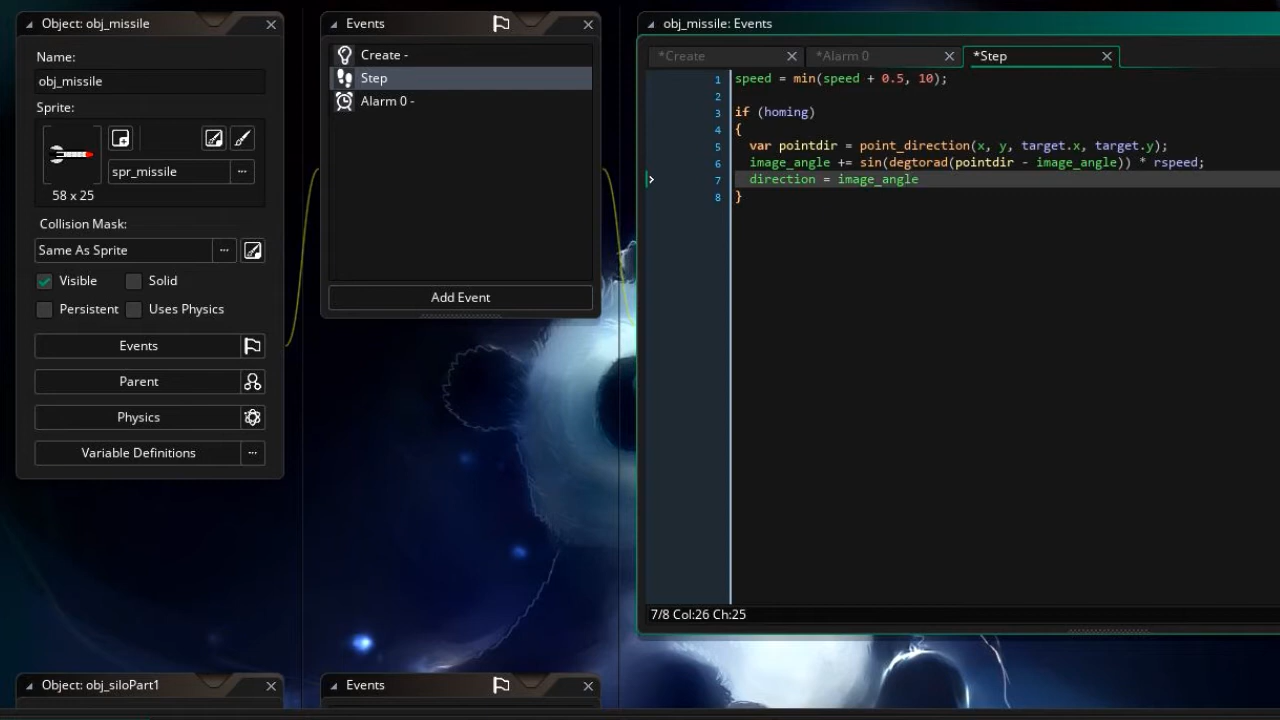 Object: obj_missile
Name:
obj_missile
Sprite:
spr_missile
58 x 25
Collision Mask:
Same As Sprite
Visible
Solid
Persistent
Uses Physics
Events
Parent
Physics
Variable Definitions
Events
Create -
Step
Alarm 0 -
Add Event
obj_missile: Events
*Create
*Alarm 0
*Step
1 speed = min(speed + 0.5, 10);
2
3 if (homing)
4 {
5 var pointdir = point_direction(x, y, target.x, target.y);
6 image_angle += sin(degtorad(pointdir - image_angle)) * rspeed;
7 direction = image_angle
8 }
7/8 Col:26 Ch:25
Object: obj_siloPart1
Events